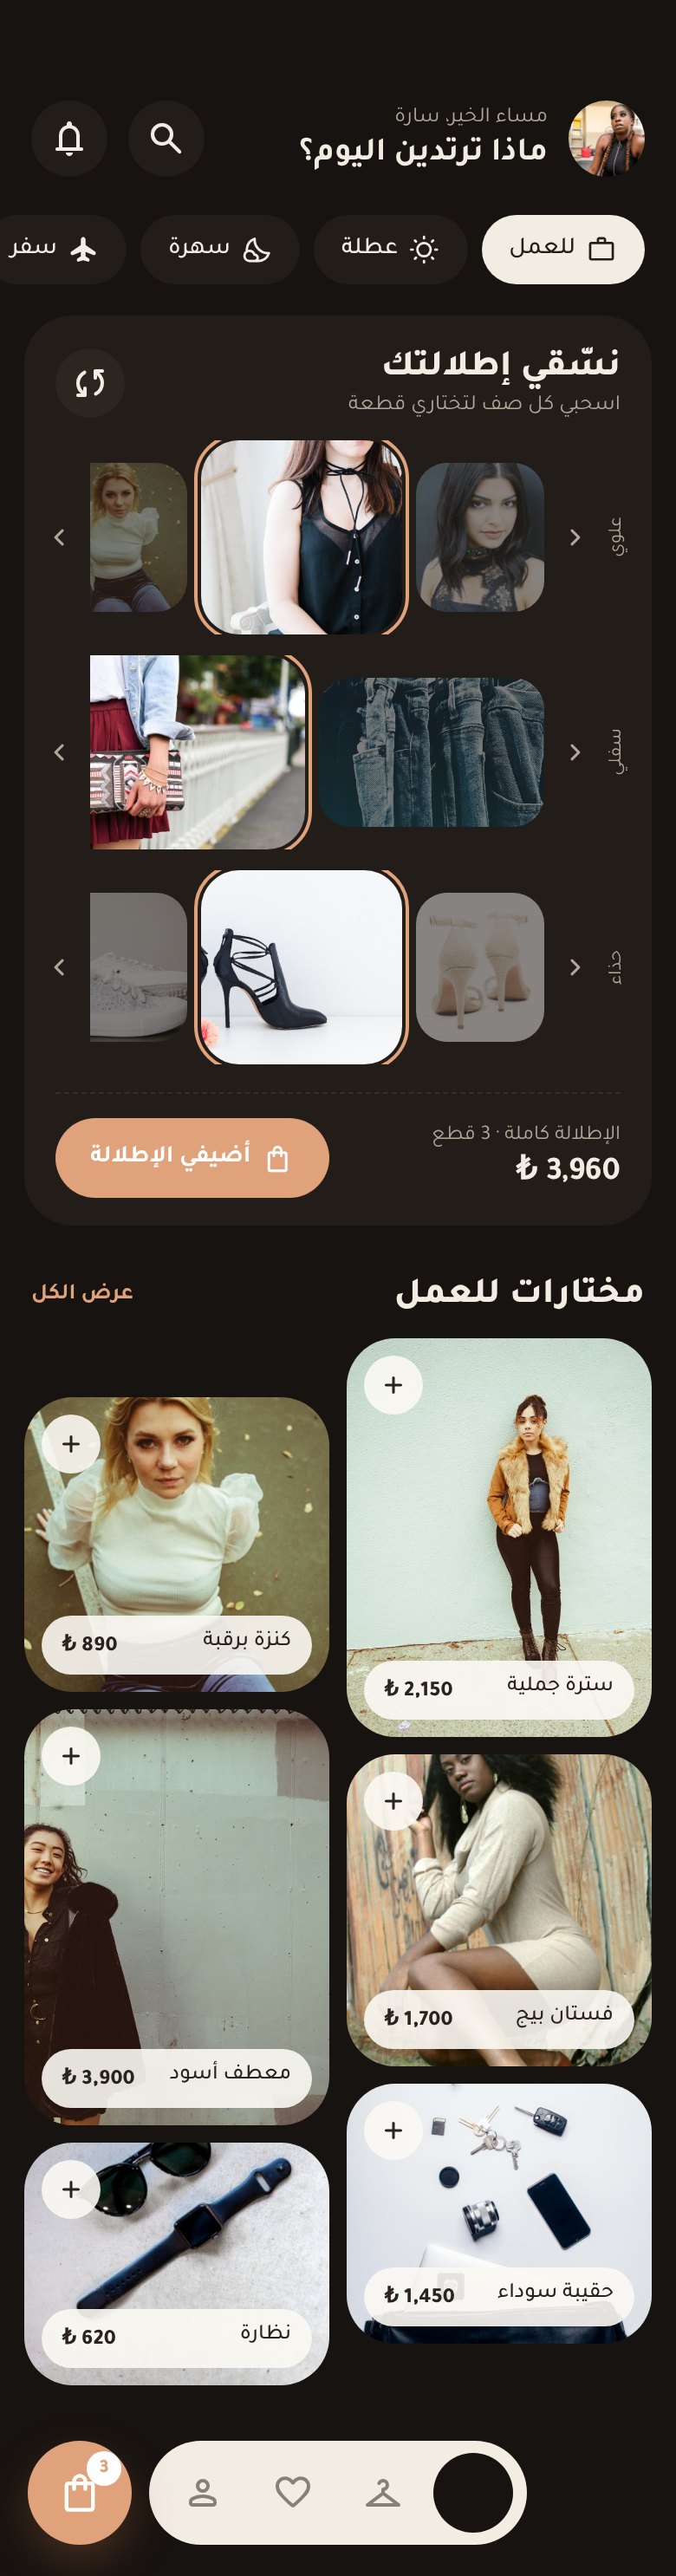 مساء الخير، سارة
ماذا ترتدين اليوم؟
للعمل
عطلة
سهرة
سفر
نسّقي إطلالتك
اسحبي كل صف لتختاري قطعة
علوي
سفلي
حذاء
الإطلالة كاملة · 3 قطع
3,960 ₺
أضيفي الإطلالة
مختارات للعمل
عرض الكل
سترة جملية
2,150 ₺
كنزة برقبة
890 ₺
فستان بيج
1,700 ₺
معطف أسود
3,900 ₺
حقيبة سوداء
1,450 ₺
نظارة
620 ₺
3